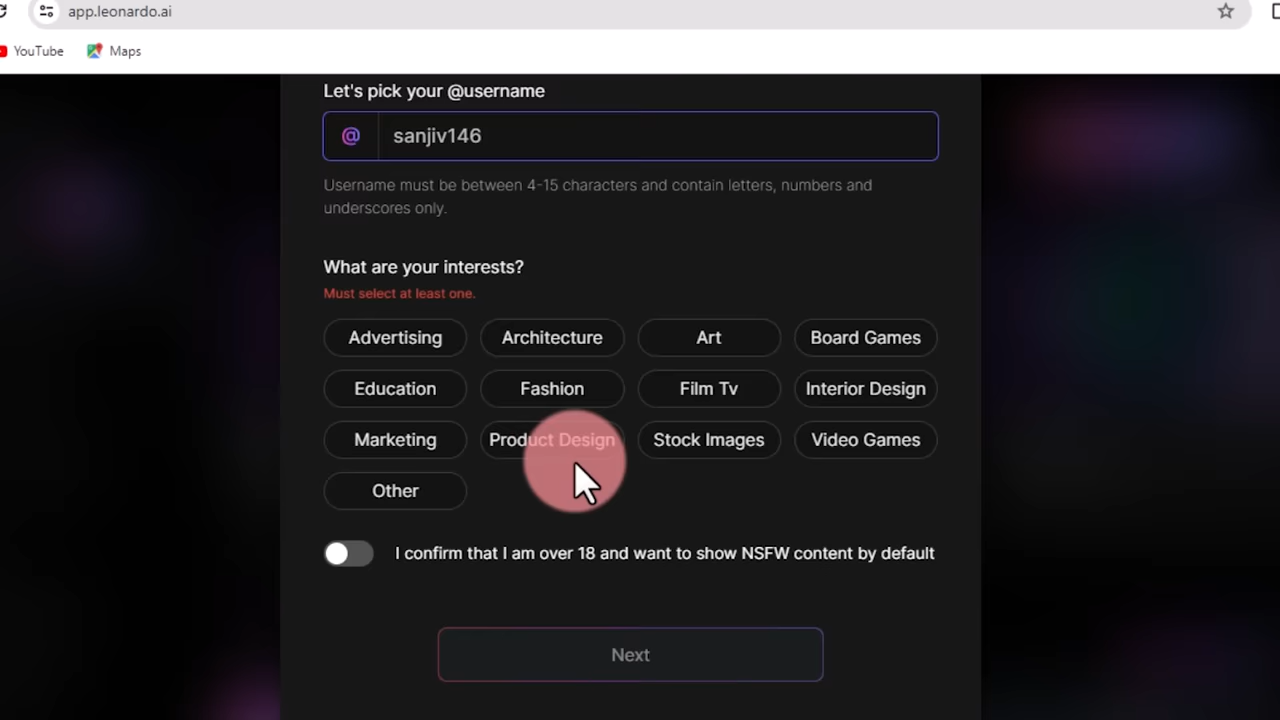 app.leonardo.ai
YouTube Maps
Let's pick your @username
@ sanjiv146
Username must be between 4-15 characters and contain letters, numbers and
underscores only.
What are your interests?
Must select at least one.
Advertising Architecture Art Board Games
Education Fashion Film Tv Interior Design
Marketing Product Design Stock Images Video Games
Other
I confirm that I am over 18 and want to show NSFW content by default
Next